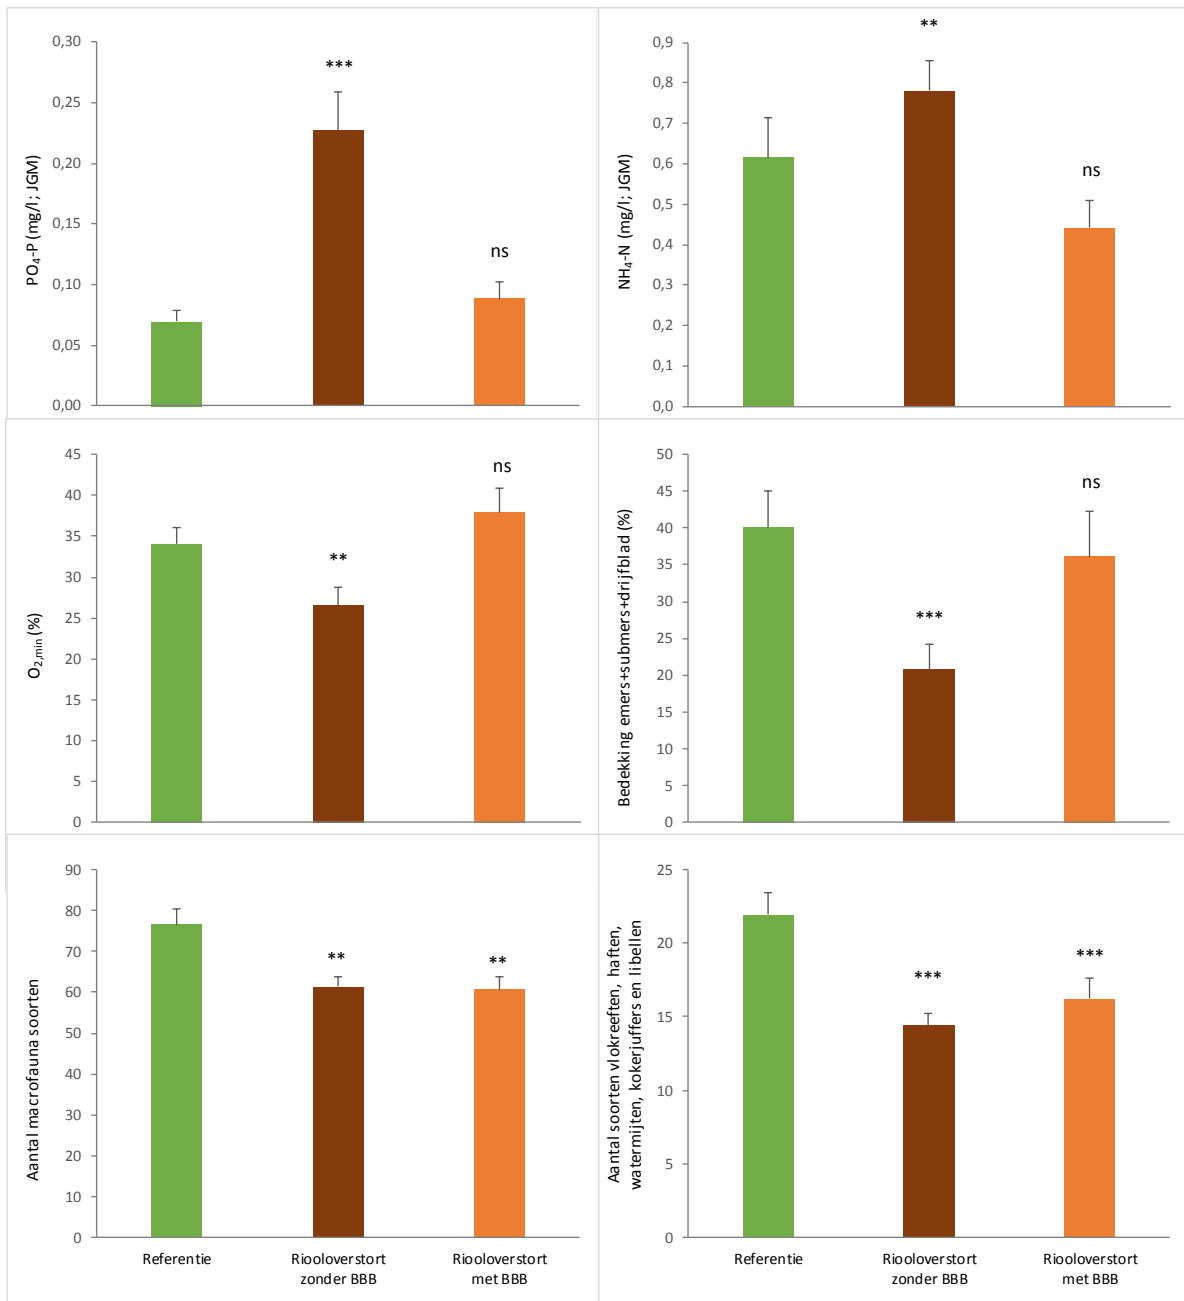 PO₄-P (mg/l; JGM)
0,30
0,25
0,20
0,15
0,10
0,05
0,00
***
ns
NH₄-N (mg/l; JGM)
0,9
0,8
0,7
0,6
0,5
0,4
0,3
0,2
0,1
0,0
**
ns
O₂,min (%)
45
40
35
30
25
20
15
10
5
0
**
ns
Bedekking emers+submers+drijfblad (%)
50
45
40
35
30
25
20
15
10
5
0
***
ns
Aantal macrofauna soorten
90
80
70
60
50
40
30
20
10
0
**
**
Referentie
Riooloverstort
zonder BBB
Riooloverstort
met BBB
Aantal soorten vlokreeften, haften,
watermijten, kokerjuffers en libellen
25
20
15
10
5
0
***
***
Referentie
Riooloverstort
zonder BBB
Riooloverstort
met BBB